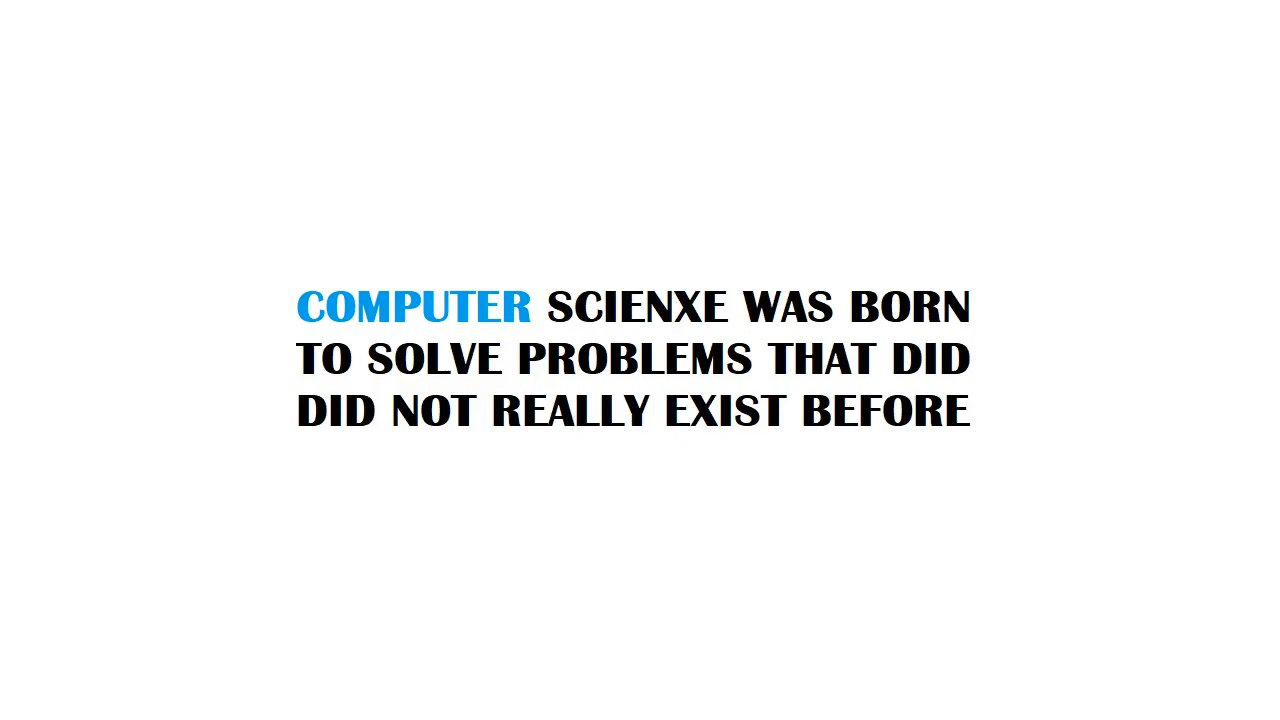 COMPUTER SCIENXE WAS BORN
TO SOLVE PROBLEMS THAT DID
DID NOT REALLY EXIST BEFORE